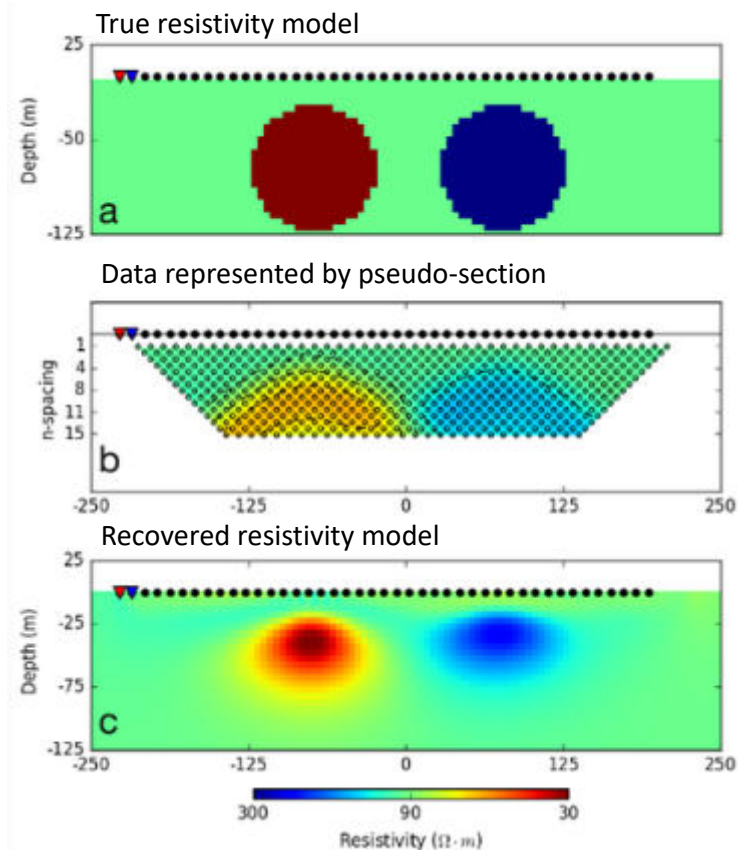 True resistivity model
25
Depth (m)
-50
-125
a
Data represented by pseudo-section
n-spacing
1
4
8
11
15
b
-250 -125 0 125 250
Recovered resistivity model
25
Depth (m)
-25
-75
-125
c
-250 -125 0 125 250
300 90 30
Resistivity (Ω·m)